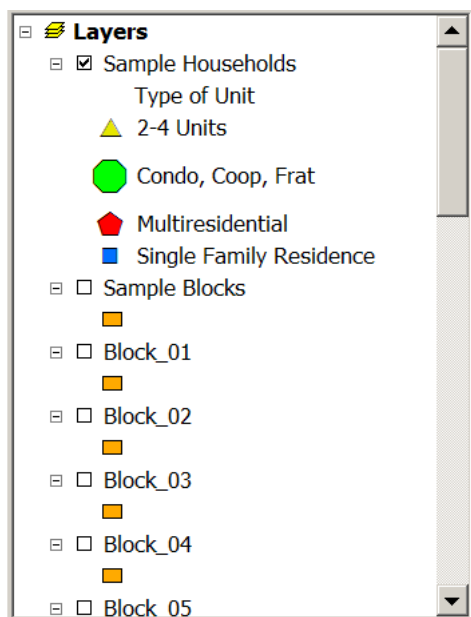 Layers
Sample Households
Type of Unit
2-4 Units
Condo, Coop, Frat
Multiresidential
Single Family Residence
Sample Blocks
Block_01
Block_02
Block_03
Block_04
Block_05